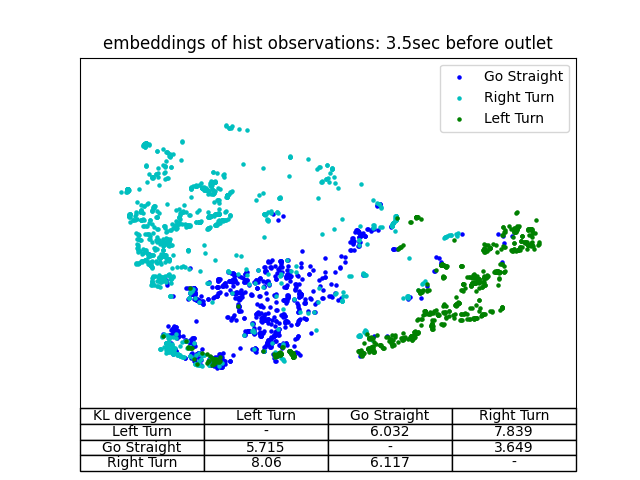 embeddings of hist observations: 3.5sec before outlet
Go Straight
Right Turn
Left Turn
KL divergence Left Turn Go Straight Right Turn
Left Turn - 6.032 7.839
Go Straight 5.715 - 3.649
Right Turn 8.06 6.117 -